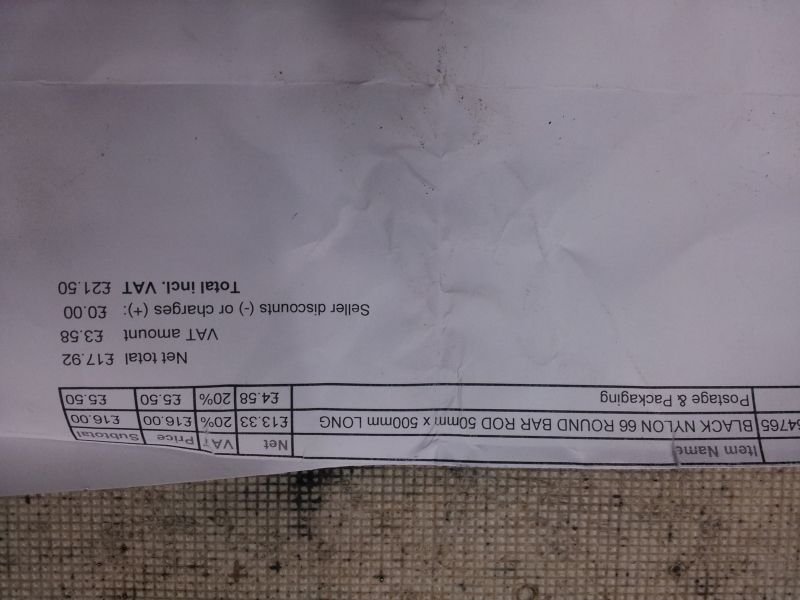 Item Name Net VAT Price Subtotal
54765 BLACK NYLON 66 ROUND BAR ROD 50mm x 500mm LONG £13.33 20% £16.00 £16.00
Postage & Packaging £4.58 20% £5.50 £5.50
Net total £17.92
VAT amount £3.58
Seller discounts (-) or charges (+): £0.00
Total incl. VAT £21.50